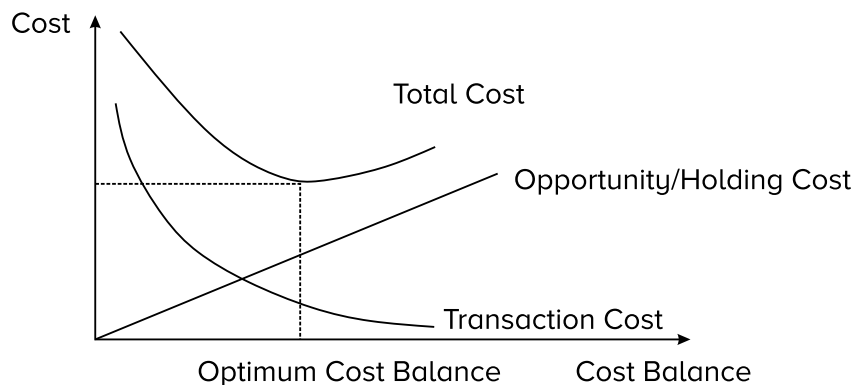 Cost
Total Cost
Opportunity/Holding Cost
Transaction Cost
Optimum Cost Balance
Cost Balance